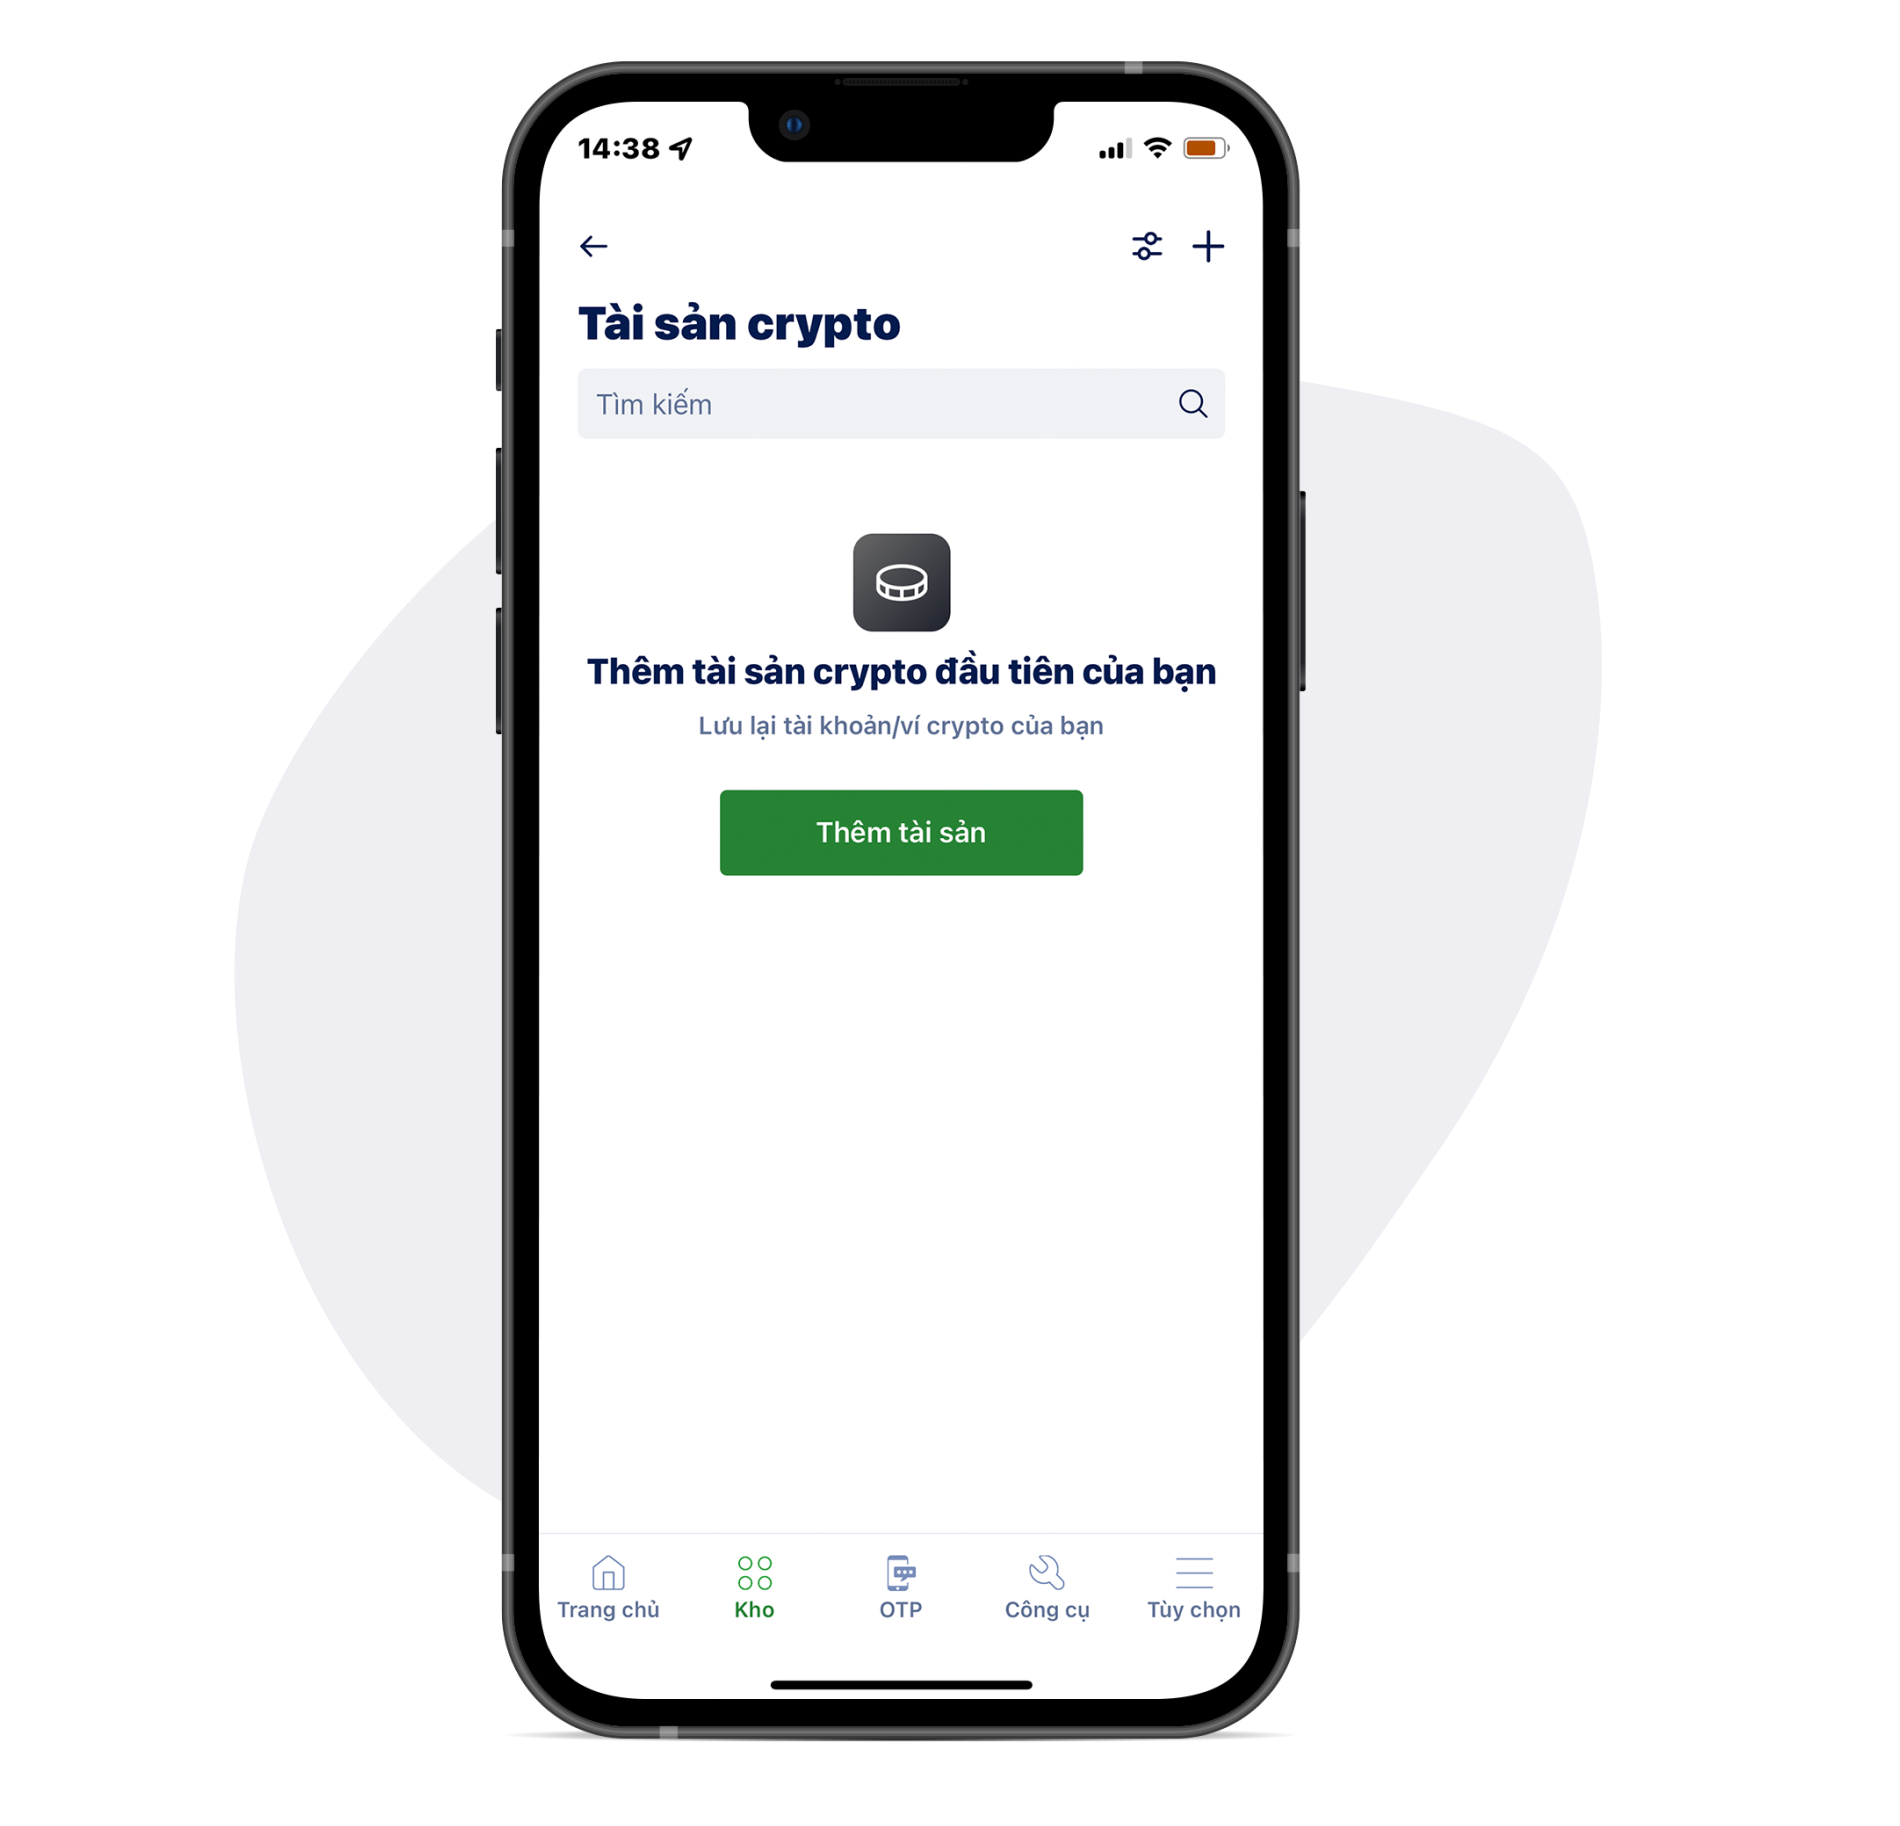 14:38
Tài sản crypto
Tìm kiếm
Thêm tài sản crypto đầu tiên của bạn
Lưu lại tài khoản/ví crypto của bạn
Thêm tài sản
Trang chủ
Kho
OTP
Công cụ
Tùy chọn